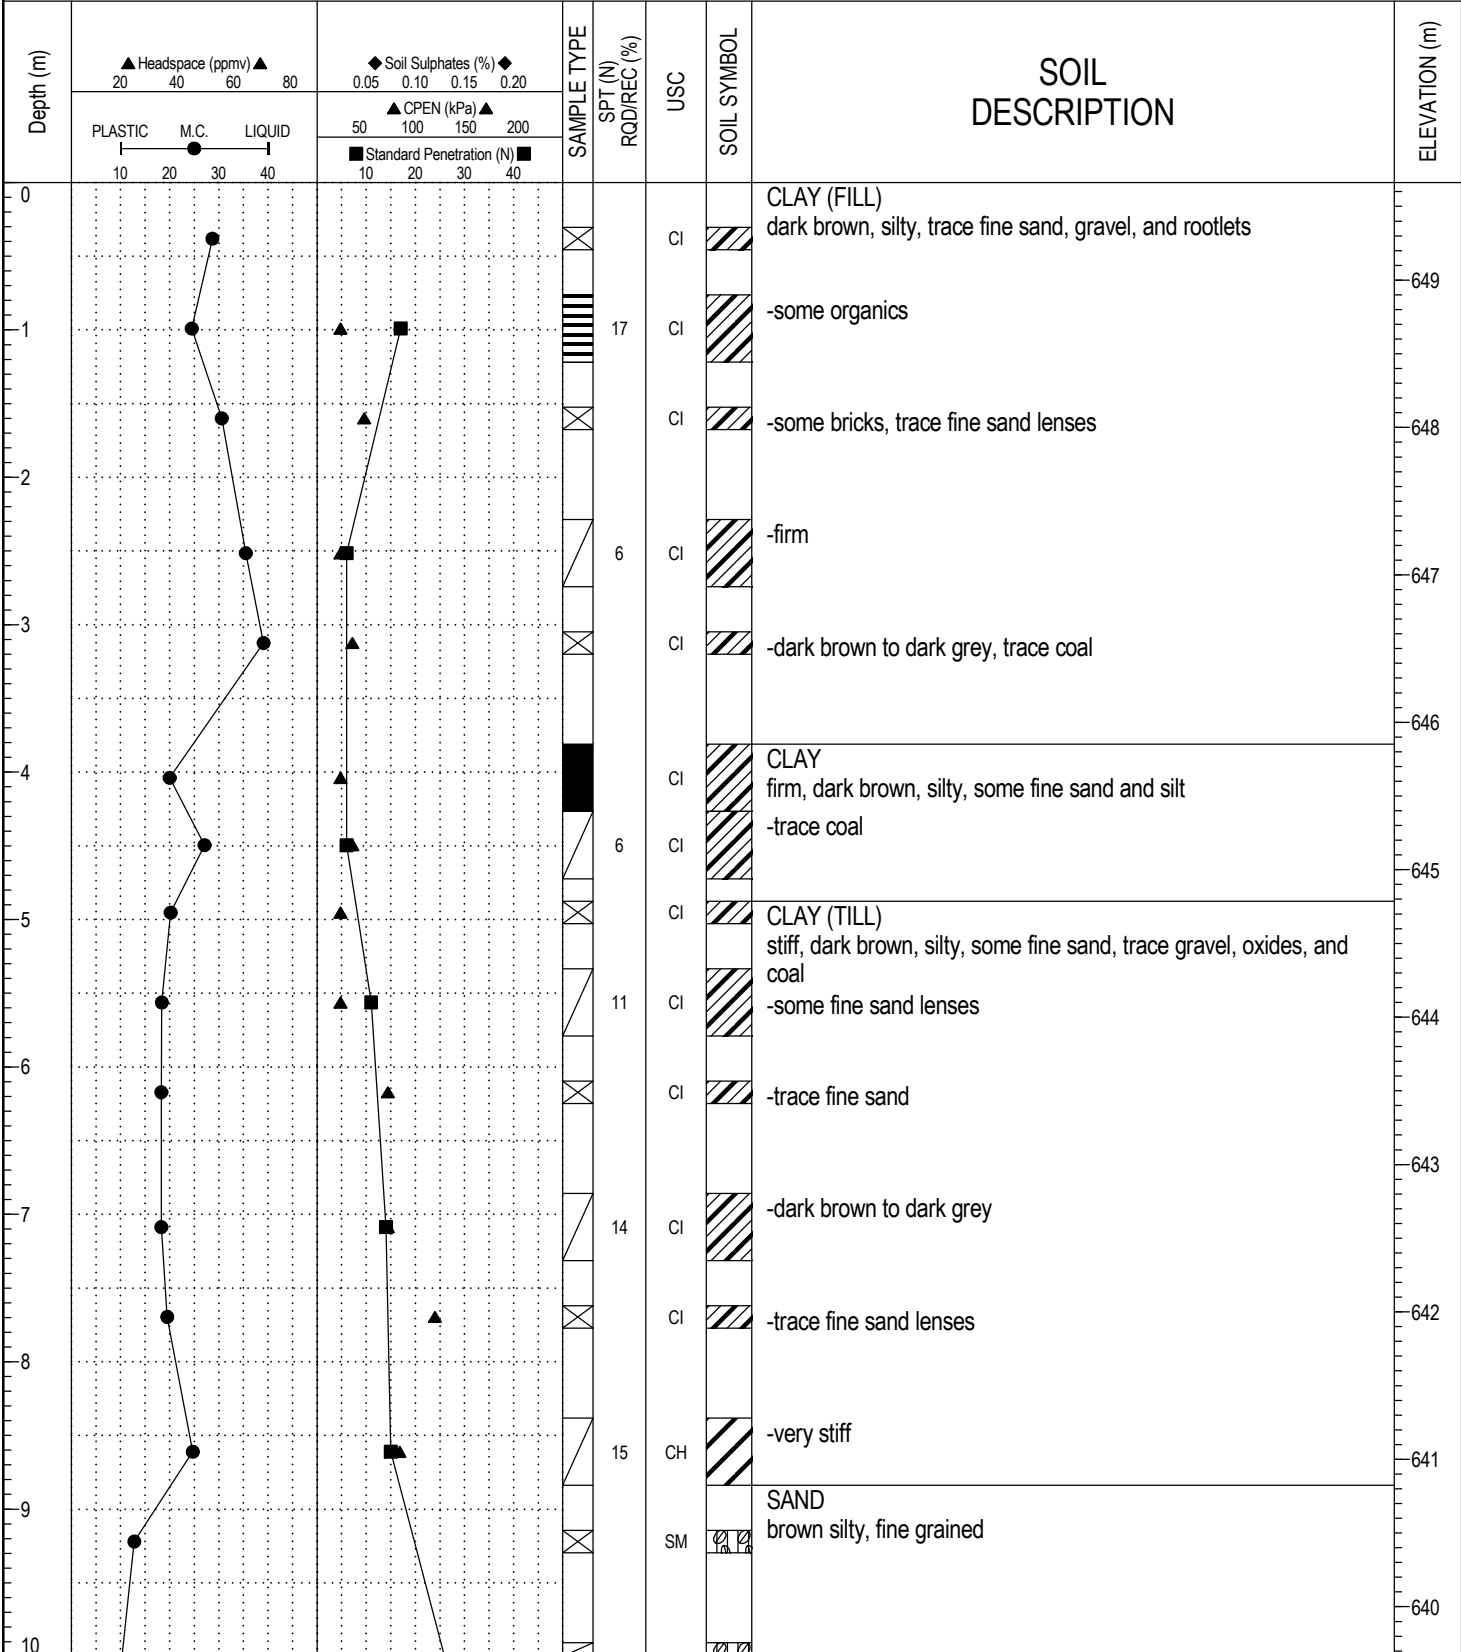 Depth (m)
▲ Headspace (ppmv) ▲
20 40 60 80
PLASTIC M.C. LIQUID
10 20 30 40
◆ Soil Sulphates (%) ◆
0.05 0.10 0.15 0.20
▲ CPEN (kPa) ▲
50 100 150 200
■ Standard Penetration (N) ■
10 20 30 40
SAMPLE TYPE
SPT (N)
RQD/REC (%)
USC
SOIL SYMBOL
SOIL
DESCRIPTION
ELEVATION (m)
0
CLAY (FILL)
dark brown, silty, trace fine sand, gravel, and rootlets
CI
649
-some organics
1 17 CI
CI -some bricks, trace fine sand lenses 648
2
-firm
6 CI
647
3
CI -dark brown to dark grey, trace coal
646
CLAY
4 CI
firm, dark brown, silty, some fine sand and silt
-trace coal
6 CI
645
CI CLAY (TILL)
5
stiff, dark brown, silty, some fine sand, trace gravel, oxides, and
coal
11 CI -some fine sand lenses
644
6
CI -trace fine sand
643
-dark brown to dark grey
7 14 CI
CI -trace fine sand lenses 642
8
-very stiff
15 CH 641
SAND
9
brown silty, fine grained
SM
640
10